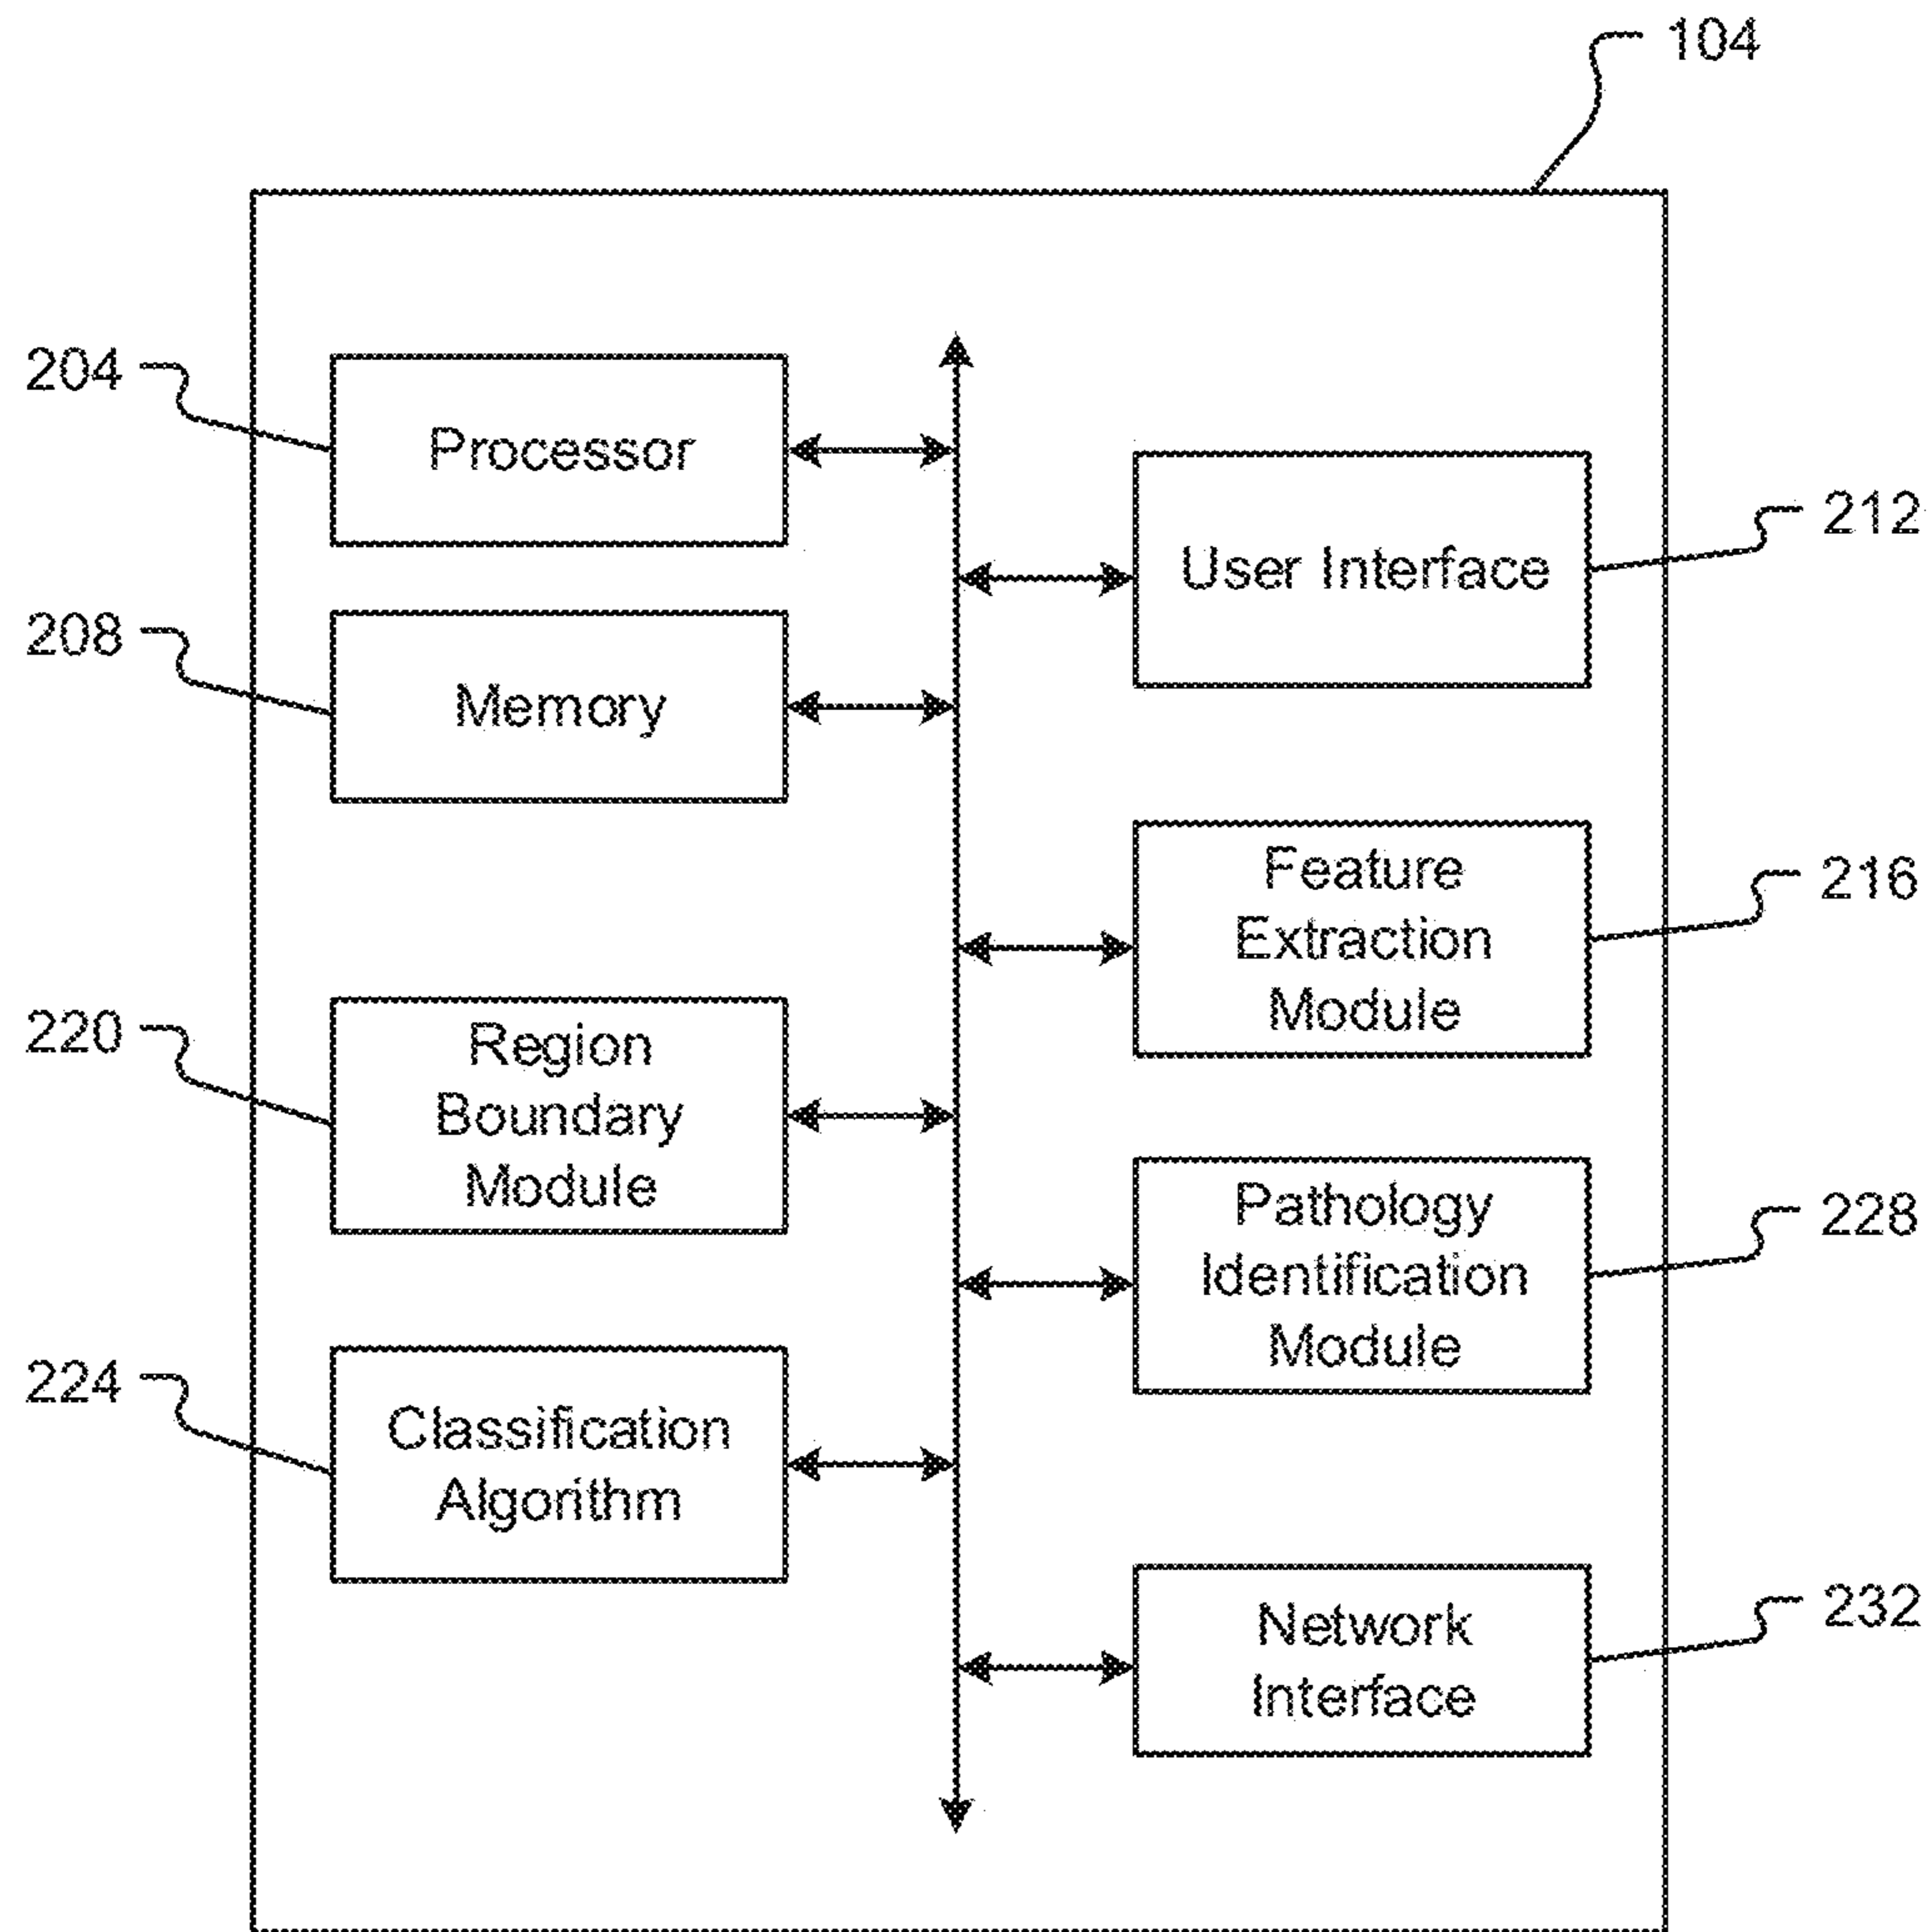 104
204
Processor
212
User Interface
208
Memory
216
Feature
Extraction
Module
220
Region
Boundary
Module
228
Pathology
Identification
Module
224
Classification
Algorithm
232
Network
Interface